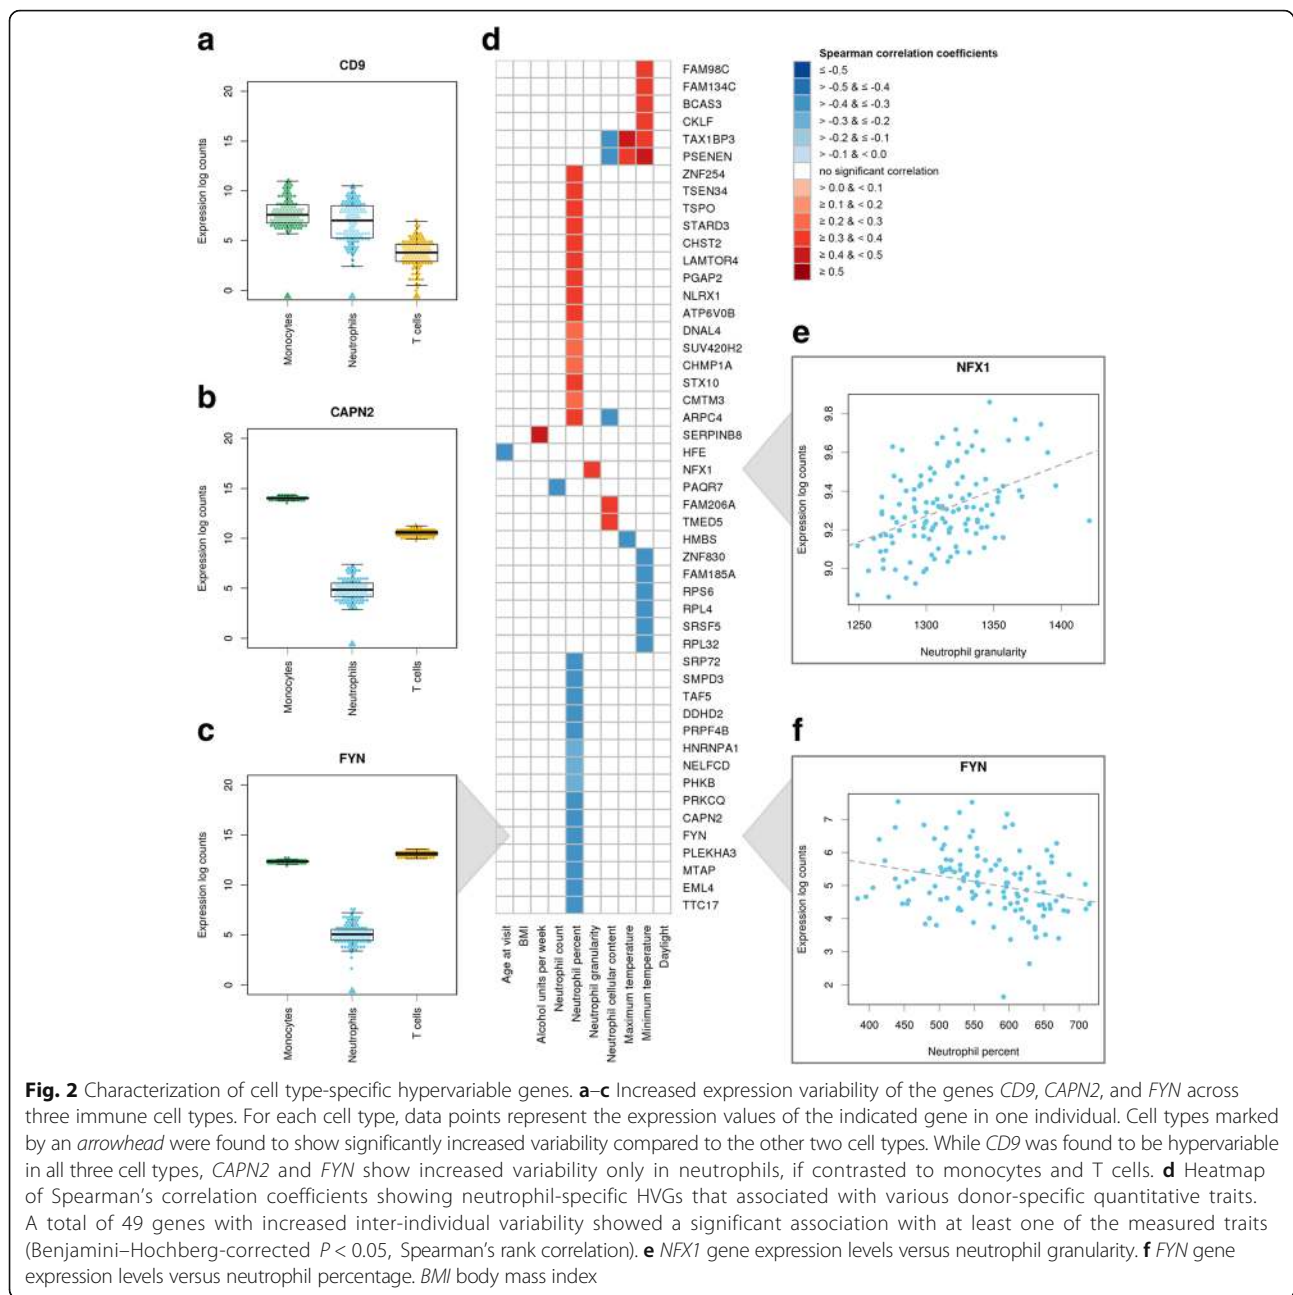 a
CD9
Expression log counts
20
15
10
5
0
Monocytes
Neutrophils
T cells
b
CAPN2
Expression log counts
20
15
10
5
0
Monocytes
Neutrophils
T cells
c
FYN
Expression log counts
20
15
10
5
0
Monocytes
Neutrophils
T cells
d
FAM98C
FAM134C
BCAS3
CKLF
TAX1BP3
PSENEN
ZNF254
TSEN34
TSPO
STARD3
CHST2
LAMTOR4
PGAP2
NLRX1
ATP6V0B
DNAL4
SUV420H2
CHMP1A
STX10
CMTM3
ARPC4
SERPINB8
HFE
NFX1
PAQR7
FAM206A
TMED5
HMBS
ZNF830
FAM185A
RPS6
RPL4
SRSF5
RPL32
SRP72
SMPD3
TAF5
DDHD2
PRPF4B
HNRNPA1
NELFCD
PHKB
PRKCQ
CAPN2
FYN
PLEKHA3
MTAP
EML4
TTC17
Age at visit
BMI
Alcohol units per week
Neutrophil count
Neutrophil percent
Neutrophil granularity
Neutrophil cellular content
Maximum temperature
Minimum temperature
Daylight
Spearman correlation coefficients
≤ -0.5
> -0.5 & ≤ -0.4
> -0.4 & ≤ -0.3
> -0.3 & ≤ -0.2
> -0.2 & ≤ -0.1
> -0.1 & < 0.0
no significant correlation
> 0.0 & < 0.1
≥ 0.1 & < 0.2
≥ 0.2 & < 0.3
≥ 0.3 & < 0.4
≥ 0.4 & < 0.5
≥ 0.5
e
NFX1
Expression log counts
9.8
9.6
9.4
9.2
9.0
1250 1300 1350 1400
Neutrophil granularity
f
FYN
Expression log counts
7
6
5
4
3
2
400 450 500 550 600 650 700
Neutrophil percent
Fig. 2 Characterization of cell type-specific hypervariable genes. a–c Increased expression variability of the genes CD9, CAPN2, and FYN across
three immune cell types. For each cell type, data points represent the expression values of the indicated gene in one individual. Cell types marked
by an arrowhead were found to show significantly increased variability compared to the other two cell types. While CD9 was found to be hypervariable
in all three cell types, CAPN2 and FYN show increased variability only in neutrophils, if contrasted to monocytes and T cells. d Heatmap
of Spearman's correlation coefficients showing neutrophil-specific HVGs that associated with various donor-specific quantitative traits.
A total of 49 genes with increased inter-individual variability showed a significant association with at least one of the measured traits
(Benjamini–Hochberg-corrected P < 0.05, Spearman's rank correlation). e NFX1 gene expression levels versus neutrophil granularity. f FYN gene
expression levels versus neutrophil percentage. BMI body mass index